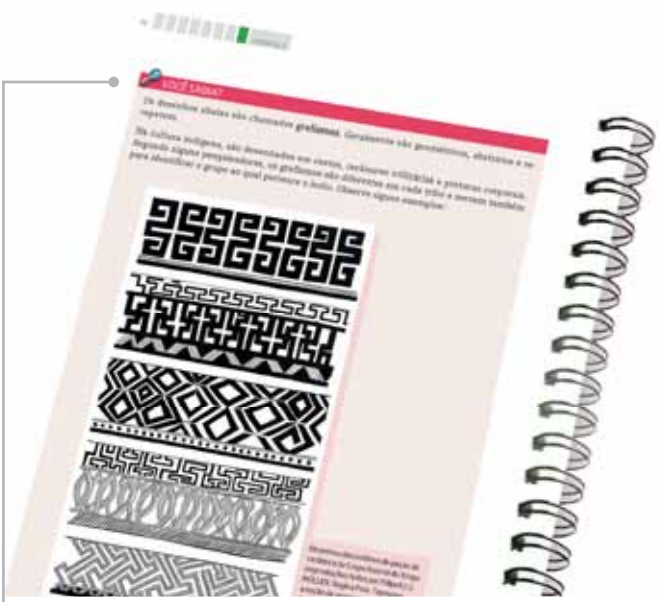 VOCÊ SABIA?
Os desenhos abaixo são chamados grafismos. Geralmente são geométricos, abstratos e se
repetem.
Na cultura indígena, são desenhados em cestos, cerâmicas utilitárias e pinturas corporais.
Segundo alguns pesquisadores, os grafismos são diferentes em cada tribo e servem também
para identificar o grupo ao qual pertence o índio. Observe alguns exemplos: